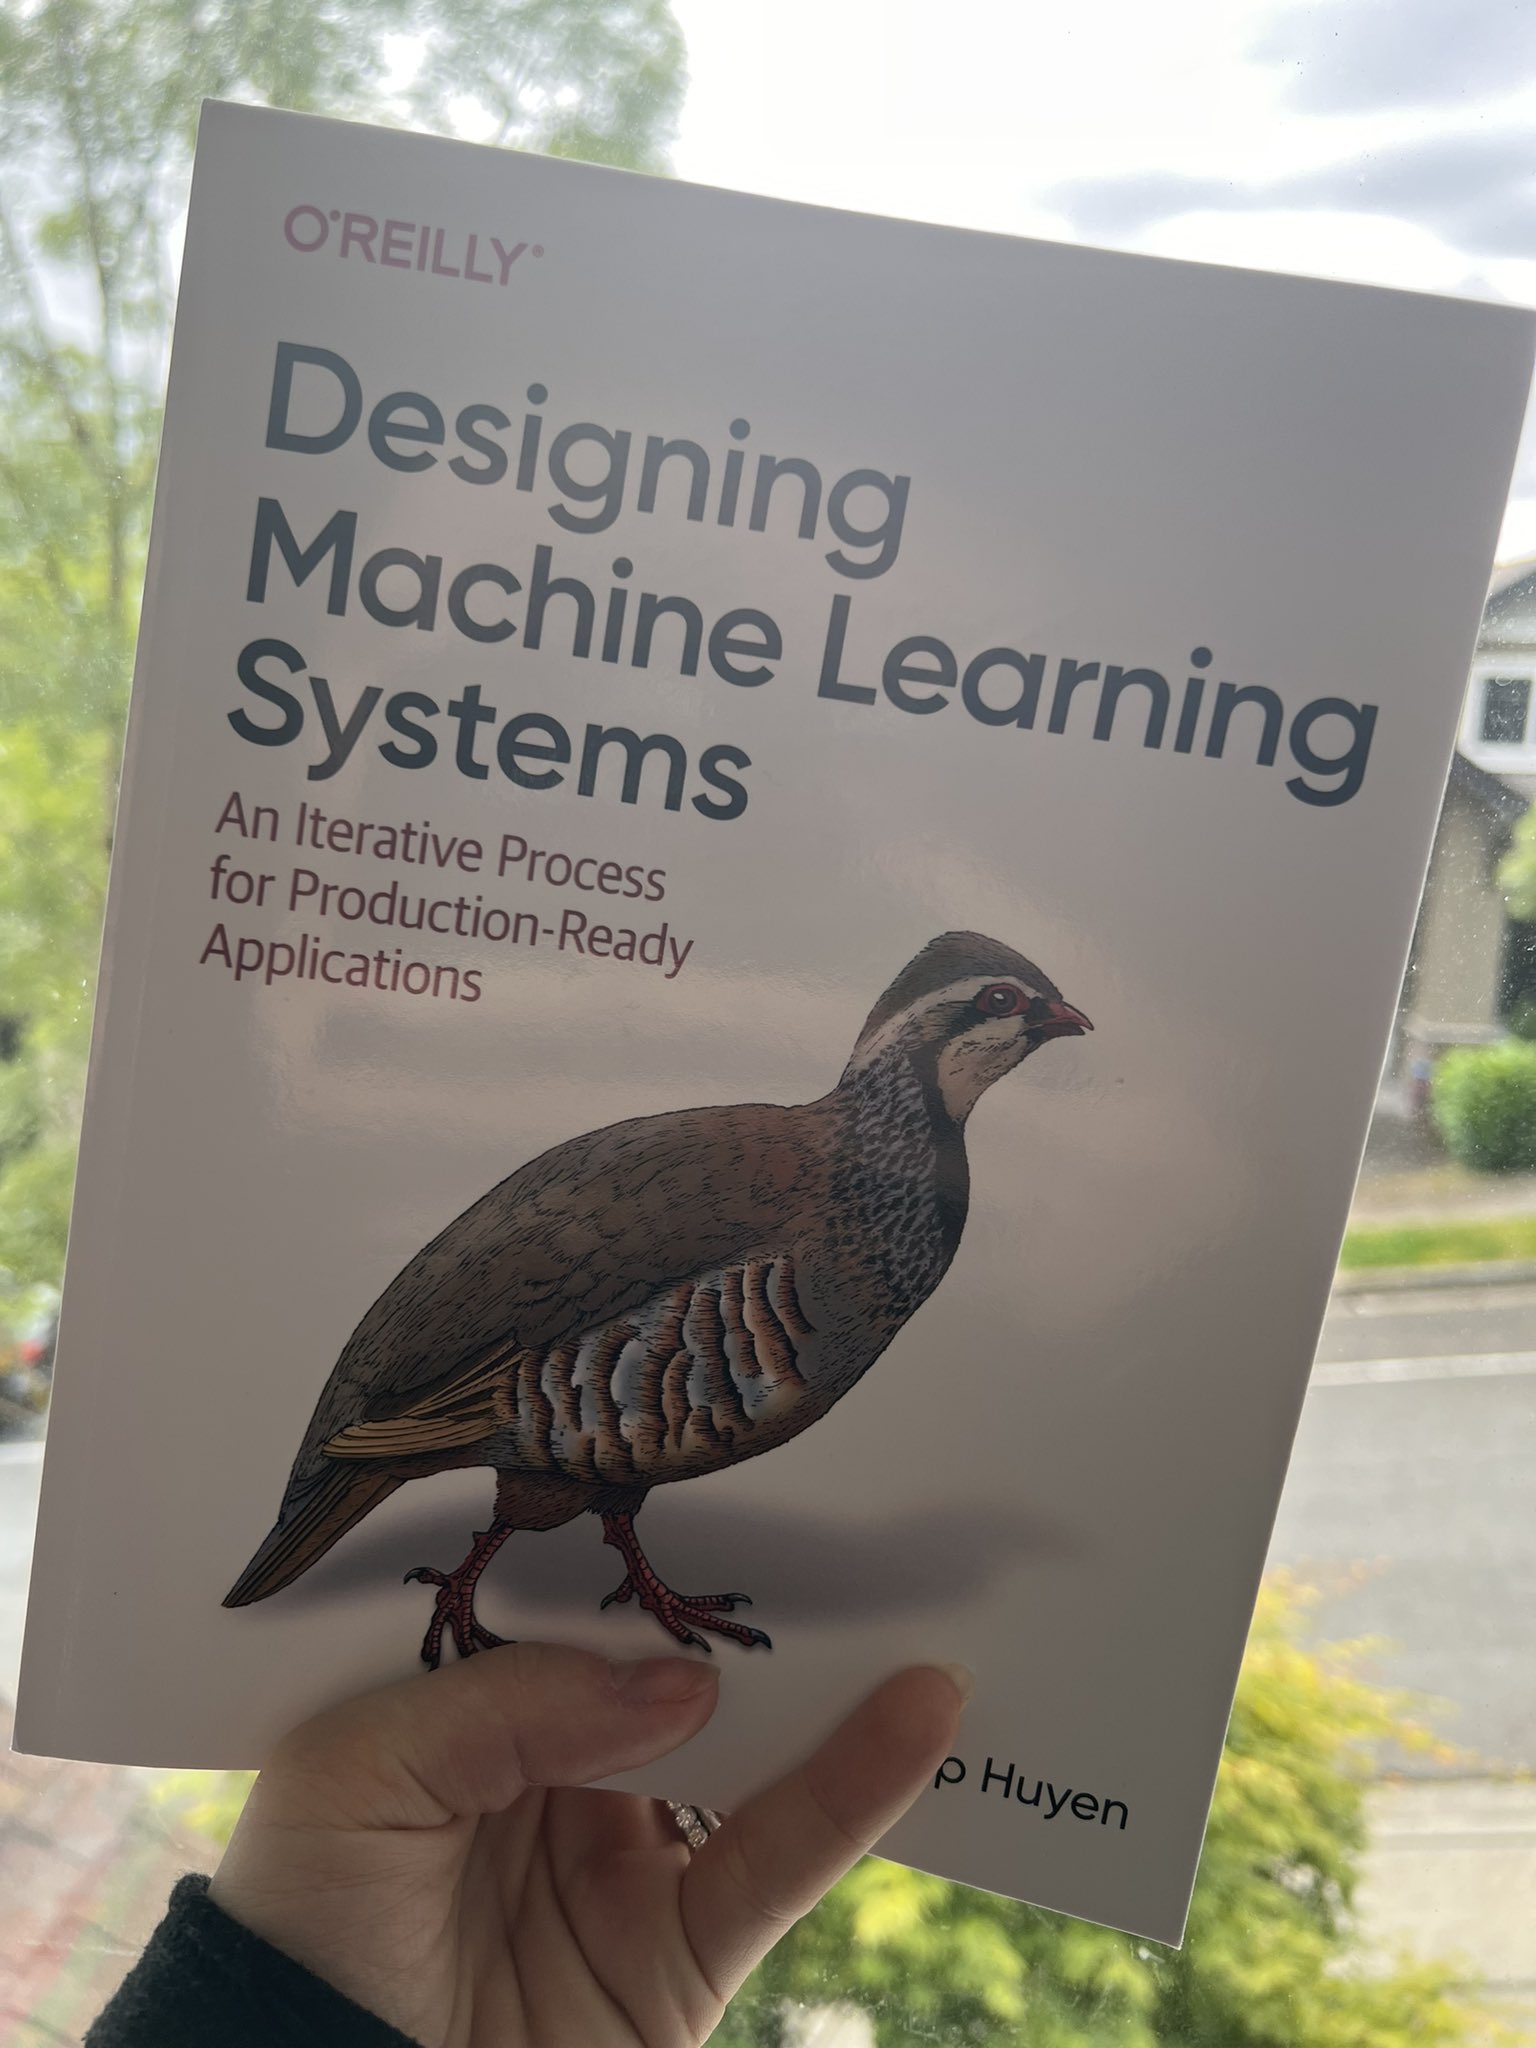 O'REILLY®
Designing
Machine Learning
Systems
An Iterative Process
for Production-Ready
Applications
p Huyen